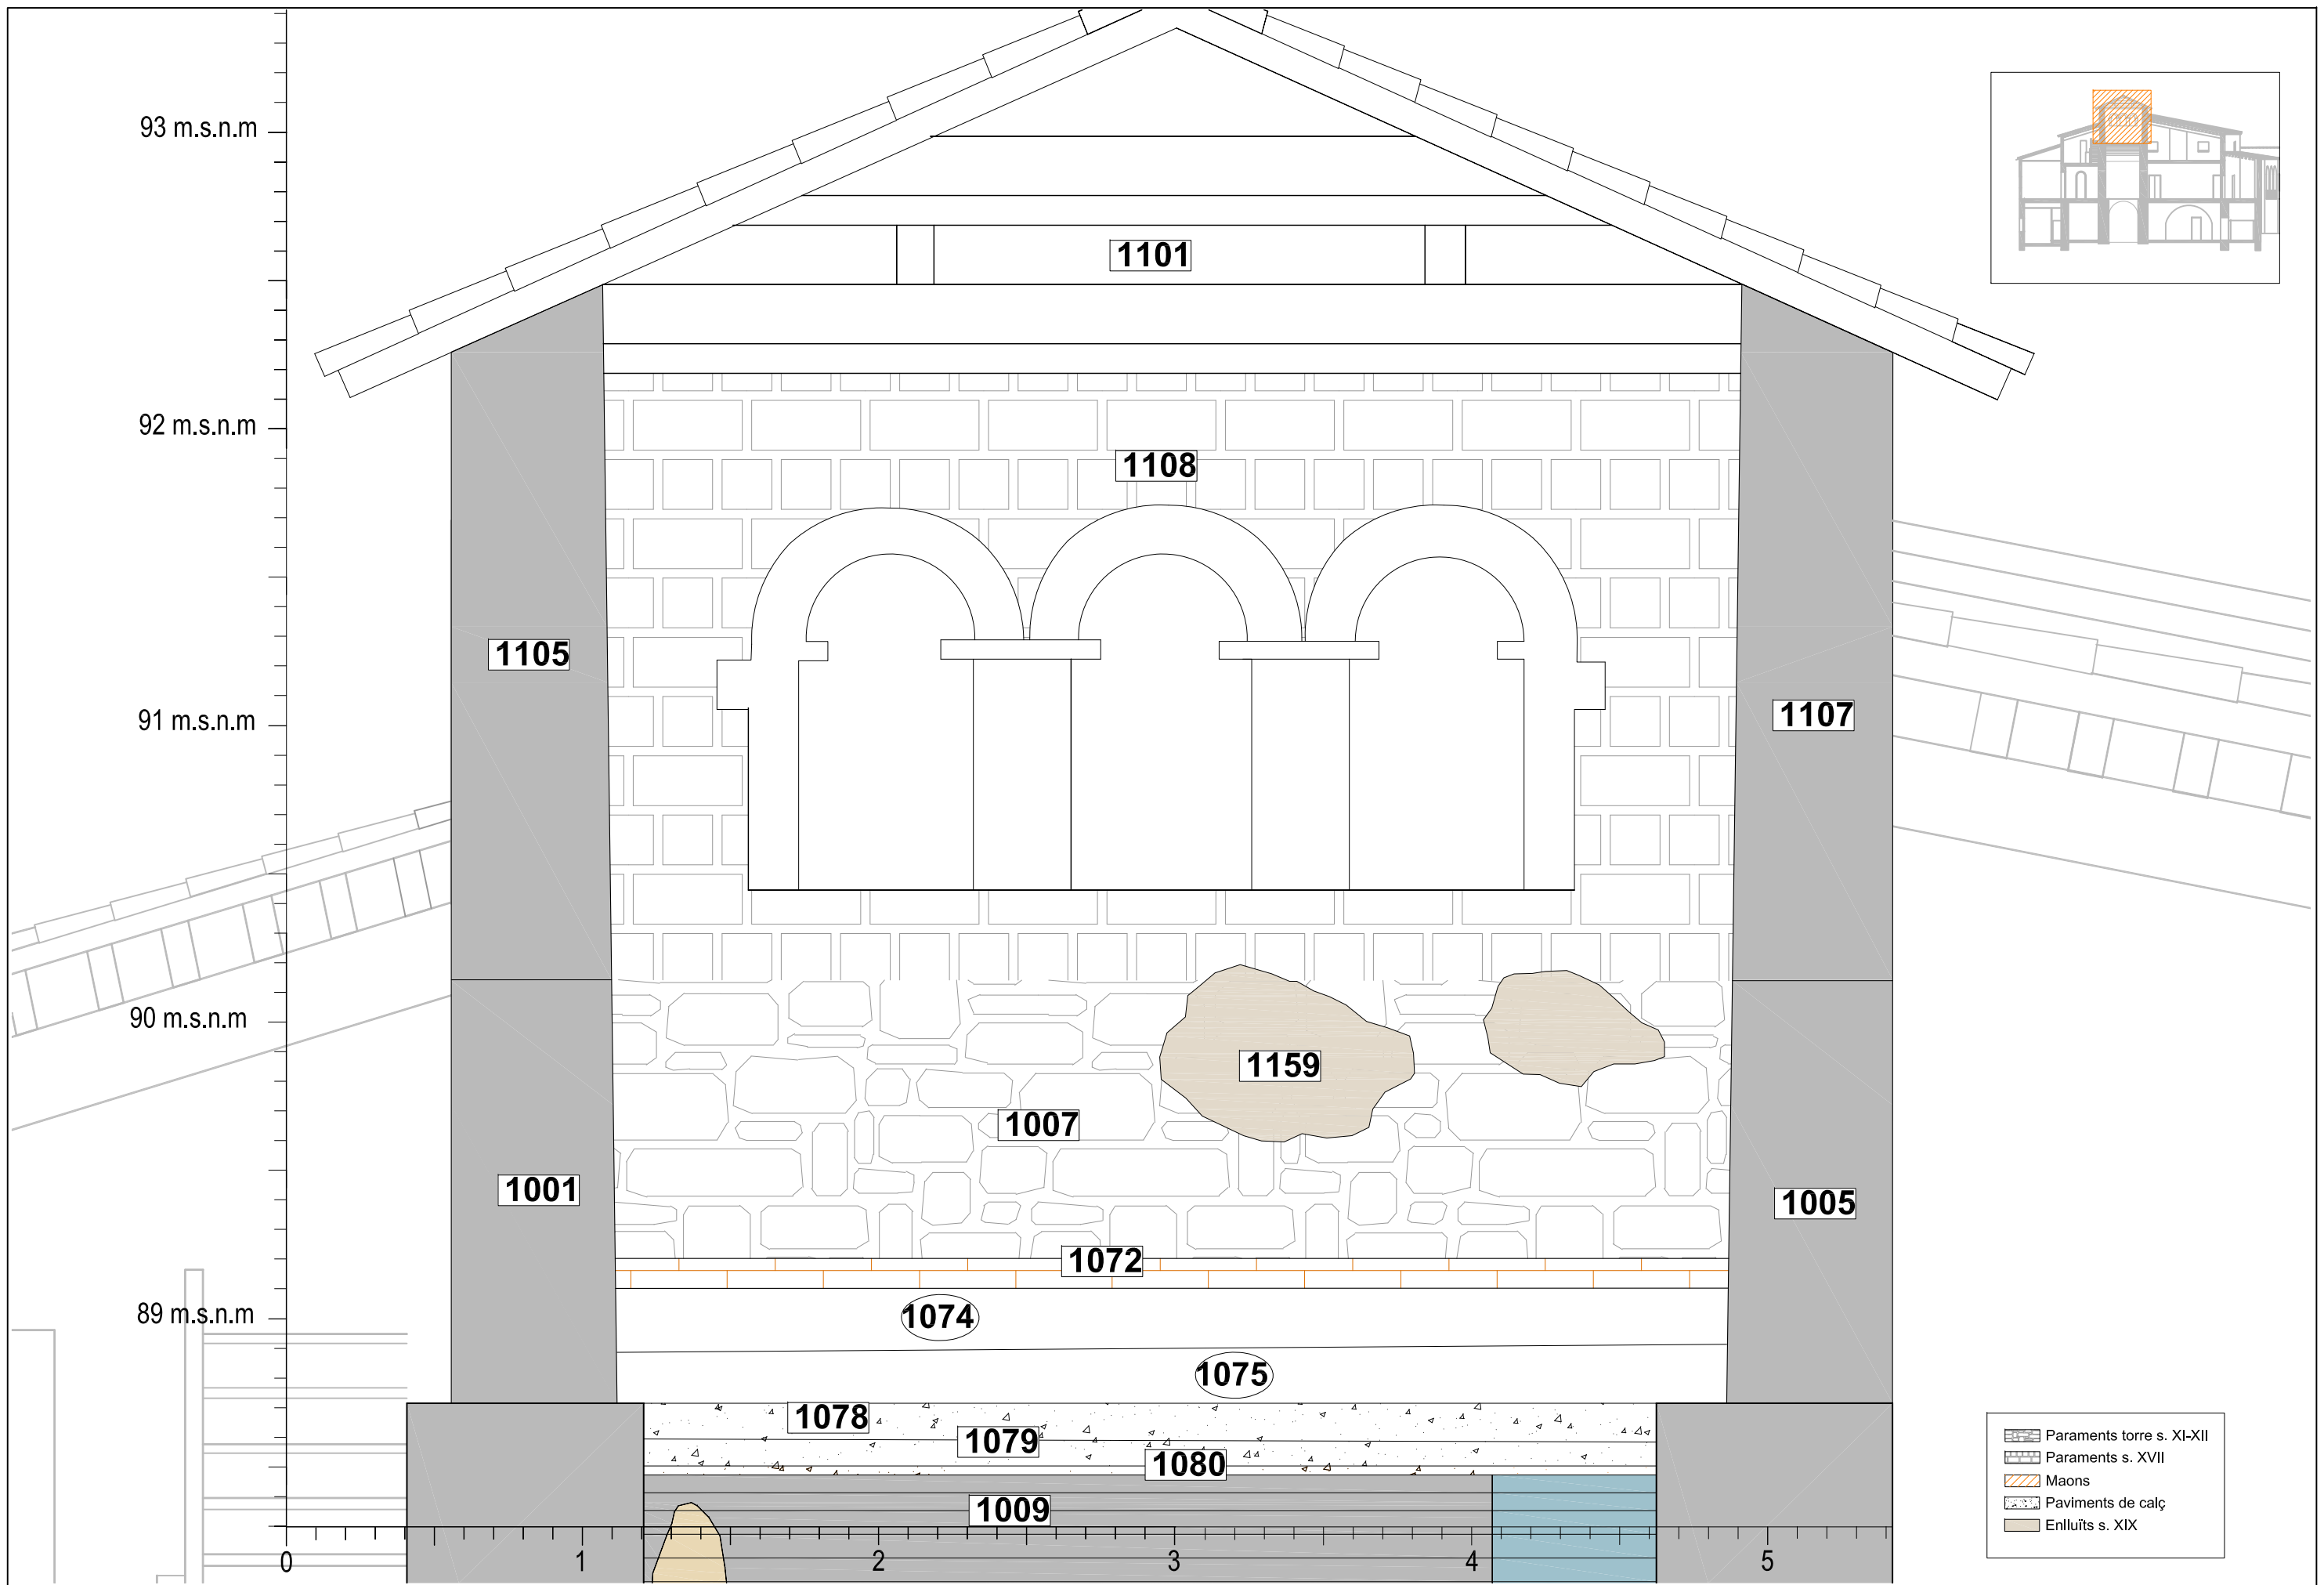 93 m.s.n.m
1101
92 m.s.n.m
1108
1105
91 m.s.n.m
1107
90 m.s.n.m
1159
1007
1001
1005
1072
89 m.s.n.m
1074
1075
1078
1079
1080
1009
0 1 2 3 4 5
Paraments torre s. XI-XII
Paraments s. XVII
Maons
Paviments de calç
Enlluïts s. XIX